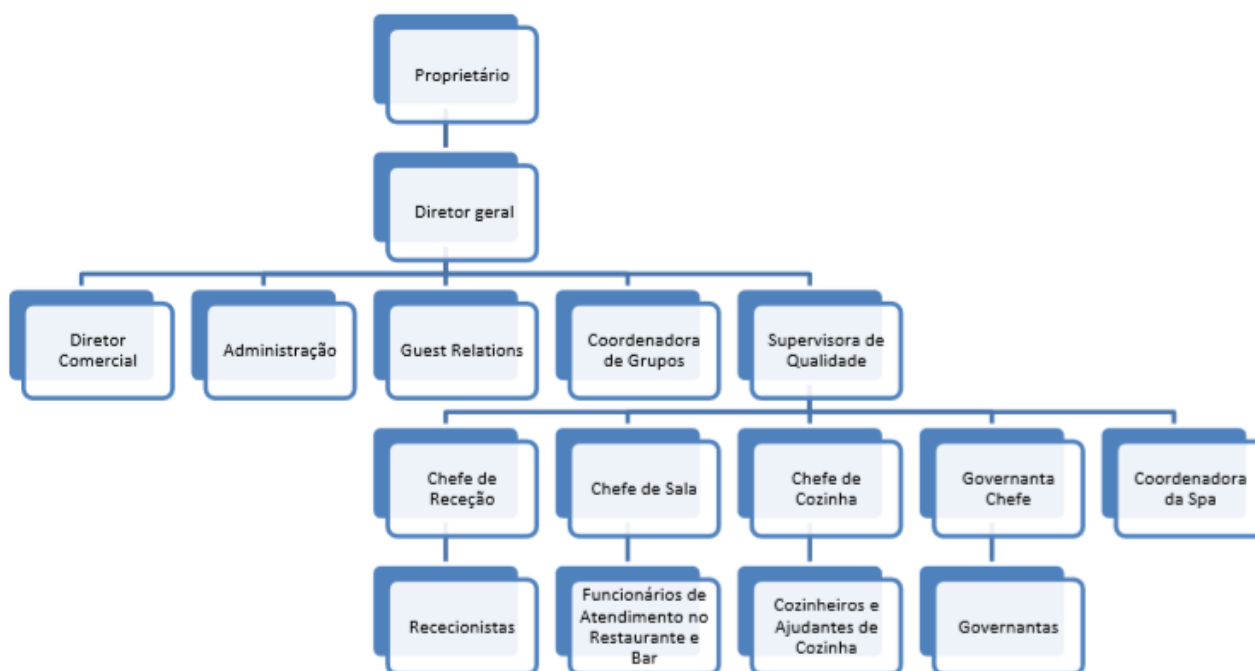 Proprietário
Diretor geral
Diretor
Comercial
Administração
Guest Relations
Coordenadora
de Grupos
Supervisora de
Qualidade
Chefe de
Receção
Chefe de Sala
Chefe de
Cozinha
Governanta
Chefe
Coordenadora
da Spa
Rececionistas
Funcionários de
Atendimento no
Restaurante e
Bar
Cozinheiros e
Ajudantes de
Cozinha
Governantas